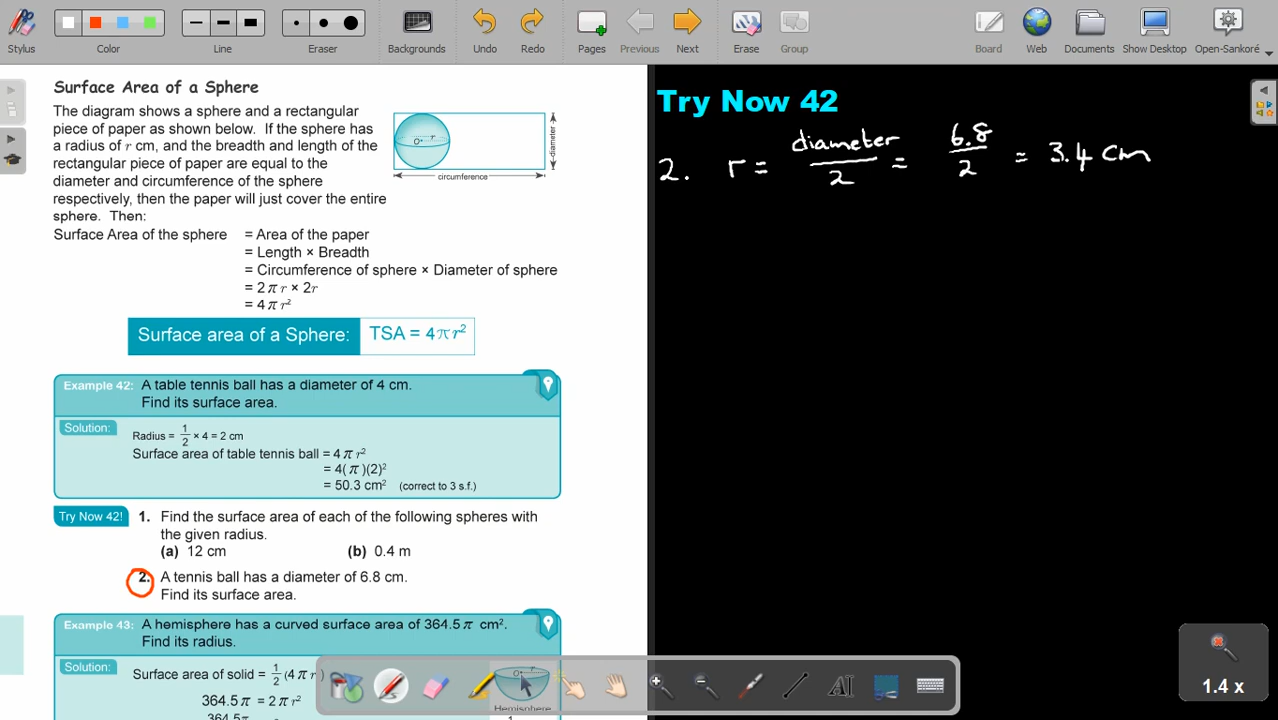 Stylus Color Line Eraser Backgrounds Undo Redo Pages Previous Next Erase Group Board Web Documents Show Desktop Open-Sankoré
Surface Area of a Sphere
The diagram shows a sphere and a rectangular
piece of paper as shown below. If the sphere has
a radius of r cm, and the breadth and length of the
rectangular piece of paper are equal to the
diameter and circumference of the sphere
respectively, then the paper will just cover the entire
sphere. Then:
O r
diameter
circumference
Surface Area of the sphere = Area of the paper
= Length × Breadth
= Circumference of sphere × Diameter of sphere
= 2πr × 2r
= 4πr²
Surface area of a Sphere: TSA = 4πr²
Example 42: A table tennis ball has a diameter of 4 cm.
Find its surface area.
Solution:
Radius = 1/2 × 4 = 2 cm
Surface area of table tennis ball = 4πr²
= 4(π)(2)²
= 50.3 cm² (correct to 3 s.f.)
Try Now 42! 1. Find the surface area of each of the following spheres with
the given radius.
(a) 12 cm (b) 0.4 m
2. A tennis ball has a diameter of 6.8 cm.
Find its surface area.
Example 43: A hemisphere has a curved surface area of 364.5π cm².
Find its radius.
Solution:
Surface area of solid = 1/2 (4πr
364.5π = 2πr²
O r
Hemisphere
Try Now 42
2. r = diameter/2 = 6.8/2 = 3.4 cm
1.4 x